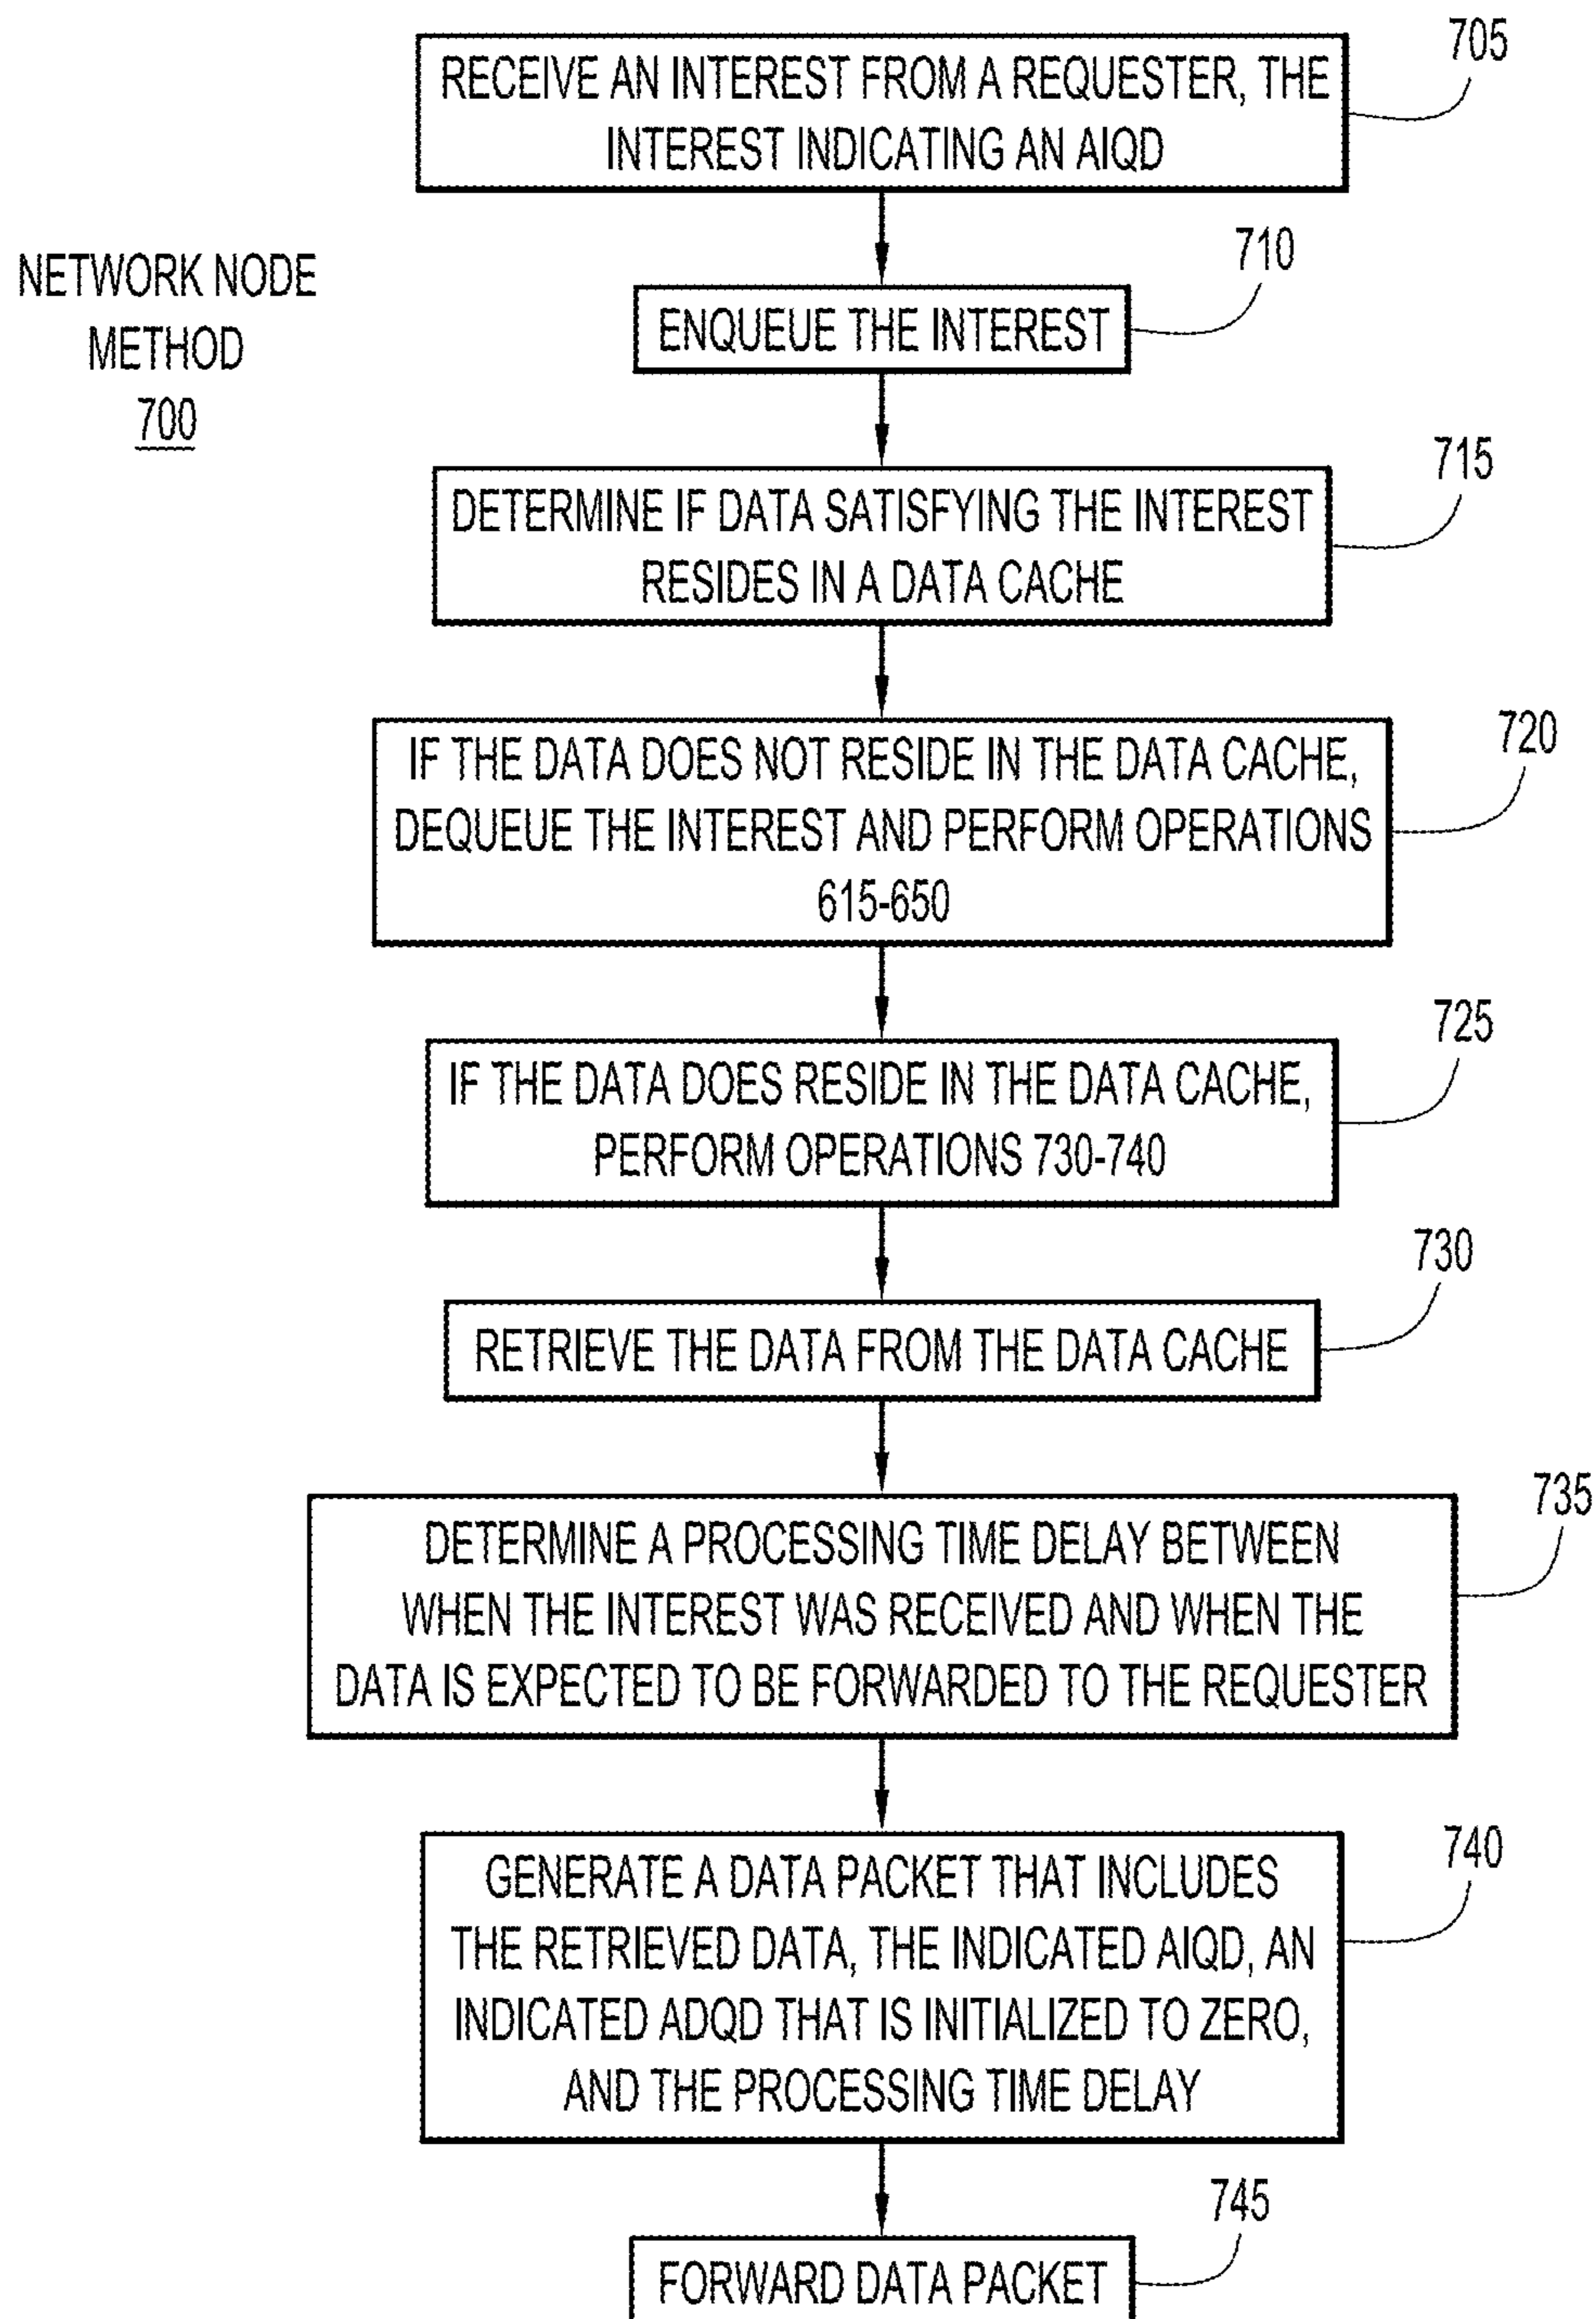 705
RECEIVE AN INTEREST FROM A REQUESTER, THE
INTEREST INDICATING AN AIQD
NETWORK NODE
METHOD
700
710
ENQUEUE THE INTEREST
715
DETERMINE IF DATA SATISFYING THE INTEREST
RESIDES IN A DATA CACHE
720
IF THE DATA DOES NOT RESIDE IN THE DATA CACHE,
DEQUEUE THE INTEREST AND PERFORM OPERATIONS
615-650
725
IF THE DATA DOES RESIDE IN THE DATA CACHE,
PERFORM OPERATIONS 730-740
730
RETRIEVE THE DATA FROM THE DATA CACHE
735
DETERMINE A PROCESSING TIME DELAY BETWEEN
WHEN THE INTEREST WAS RECEIVED AND WHEN THE
DATA IS EXPECTED TO BE FORWARDED TO THE REQUESTER
740
GENERATE A DATA PACKET THAT INCLUDES
THE RETRIEVED DATA, THE INDICATED AIQD, AN
INDICATED ADQD THAT IS INITIALIZED TO ZERO,
AND THE PROCESSING TIME DELAY
745
FORWARD DATA PACKET